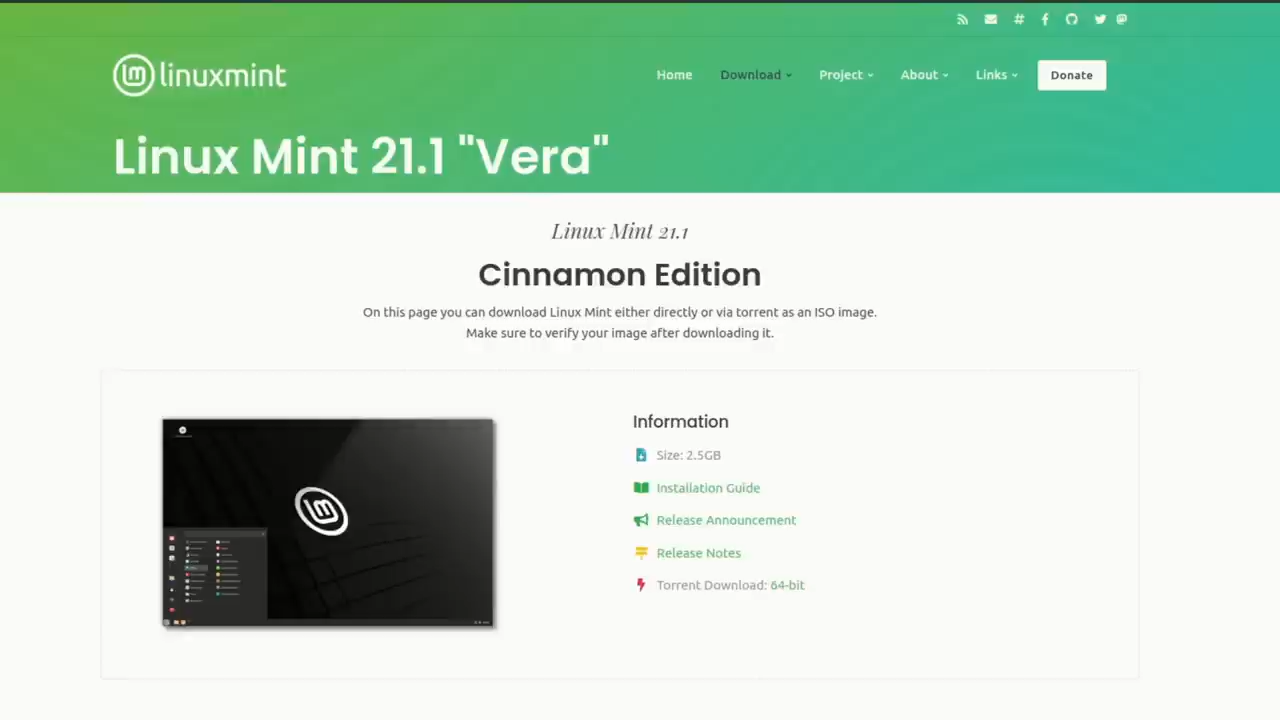 linuxmint
Home Download Project About Links Donate
Linux Mint 21.1 "Vera"
Linux Mint 21.1
Cinnamon Edition
On this page you can download Linux Mint either directly or via torrent as an ISO image.
Make sure to verify your image after downloading it.
Information
Size: 2.5GB
Installation Guide
Release Announcement
Release Notes
Torrent Download: 64-bit